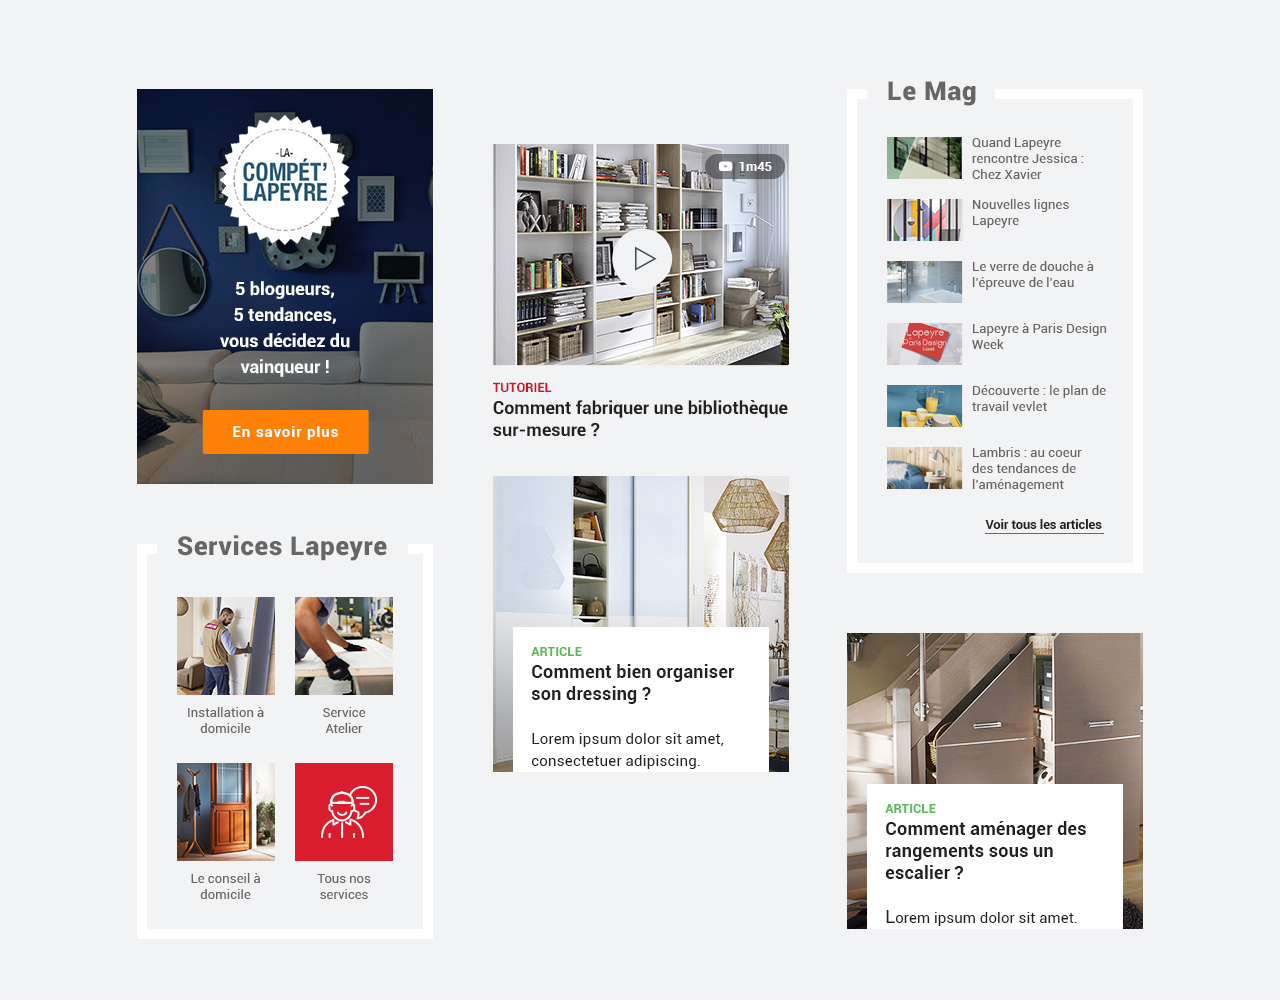 -LA-
COMPÉT'
LAPEYRE
5 blogueurs,
5 tendances,
vous décidez du
vainqueur !
En savoir plus
Services Lapeyre
Installation à
domicile
Service
Atelier
Le conseil à
domicile
Tous nos
services
1m45
TUTORIEL
Comment fabriquer une bibliothèque
sur-mesure ?
ARTICLE
Comment bien organiser
son dressing ?
Lorem ipsum dolor sit amet,
consectetuer adipiscing.
Le Mag
Quand Lapeyre
rencontre Jessica :
Chez Xavier
Nouvelles lignes
Lapeyre
Le verre de douche à
l'épreuve de l'eau
Lapeyre
Paris Design
Week
Lapeyre à Paris Design
Week
Découverte : le plan de
travail vevlet
Lambris : au coeur
des tendances de
l'aménagement
Voir tous les articles
ARTICLE
Comment aménager des
rangements sous un
escalier ?
Lorem ipsum dolor sit amet.